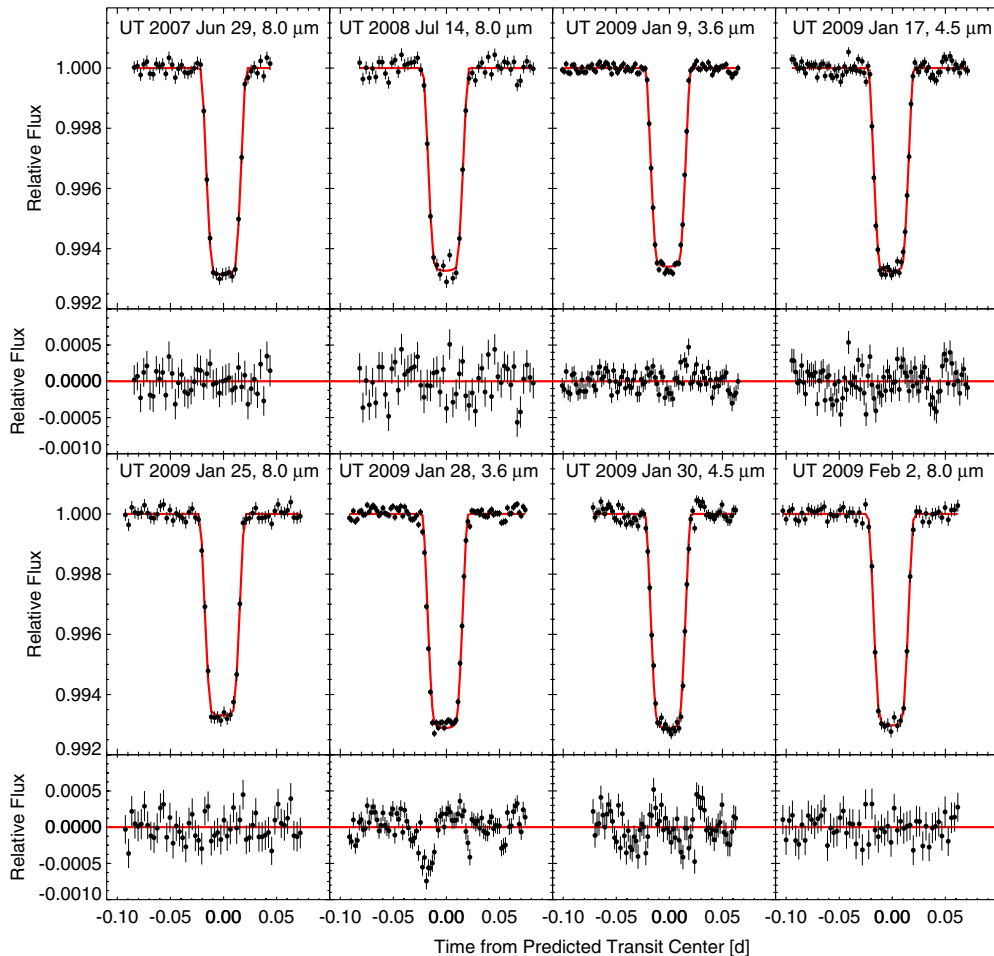 UT 2007 Jun 29, 8.0 μm
UT 2008 Jul 14, 8.0 μm
UT 2009 Jan 9, 3.6 μm
UT 2009 Jan 17, 4.5 μm
Relative Flux
1.000
0.998
0.996
0.994
0.992
Relative Flux
0.0005
0.0000
-0.0005
-0.0010
UT 2009 Jan 25, 8.0 μm
UT 2009 Jan 28, 3.6 μm
UT 2009 Jan 30, 4.5 μm
UT 2009 Feb 2, 8.0 μm
Relative Flux
1.000
0.998
0.996
0.994
0.992
Relative Flux
0.0005
0.0000
-0.0005
-0.0010
-0.10 -0.05 0.00 0.05 -0.05 0.00 0.05 -0.05 0.00 0.05 -0.05 0.00 0.05
Time from Predicted Transit Center [d]